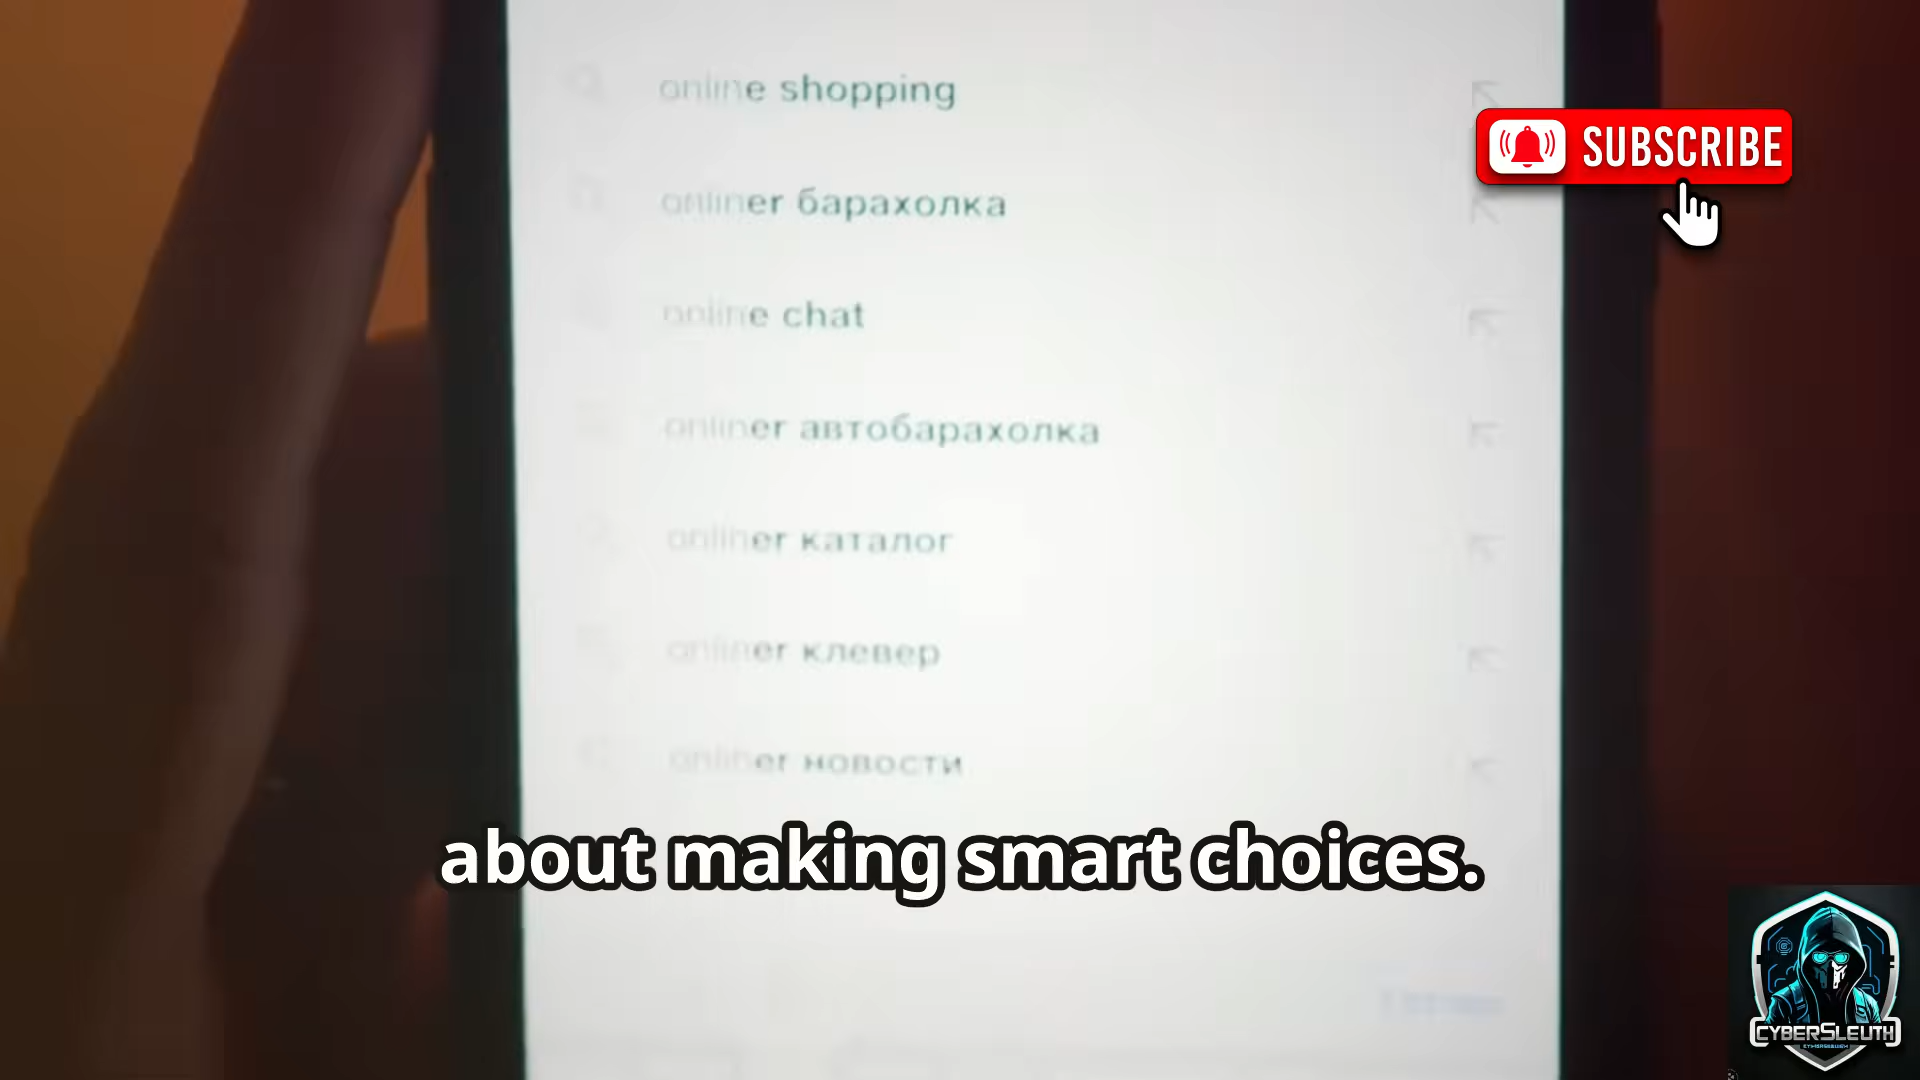 online shopping
SUBSCRIBE
onliner барахолка
online chat
onliner автобарахолка
onliner каталог
onliner клевер
onliner новости
about making smart choices.
CYBERSLEUTH